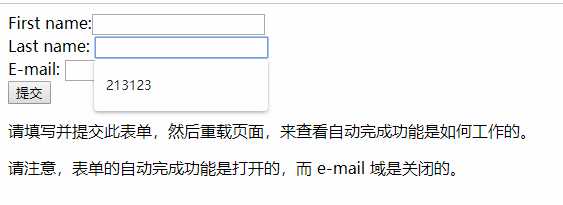 First name:
Last name:
E-mail:
213123
提交
请填写并提交此表单，然后重载页面，来查看自动完成功能是如何工作的。
请注意，表单的自动完成功能是打开的，而 e-mail 域是关闭的。